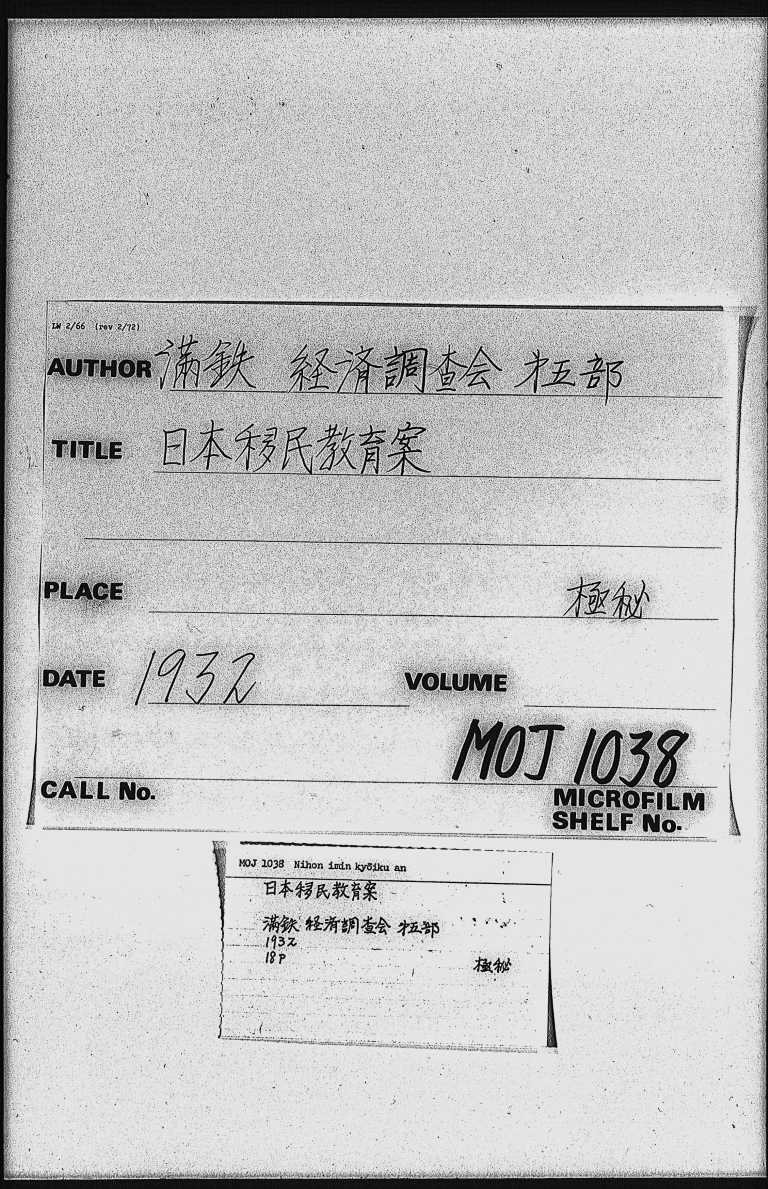 LW 2/66 (rev 2/72)
AUTHOR 満鉄 経済調査会 才五部
TITLE 日本移民教育案
PLACE 極秘
DATE 1932 VOLUME
MOJ 1038
CALL No. MICROFILM
SHELF No.
MOJ 1038 Nihon imin kyōiku an
日本移民教育案
満鉄 経済調査会 才五部
1932
18P 極秘